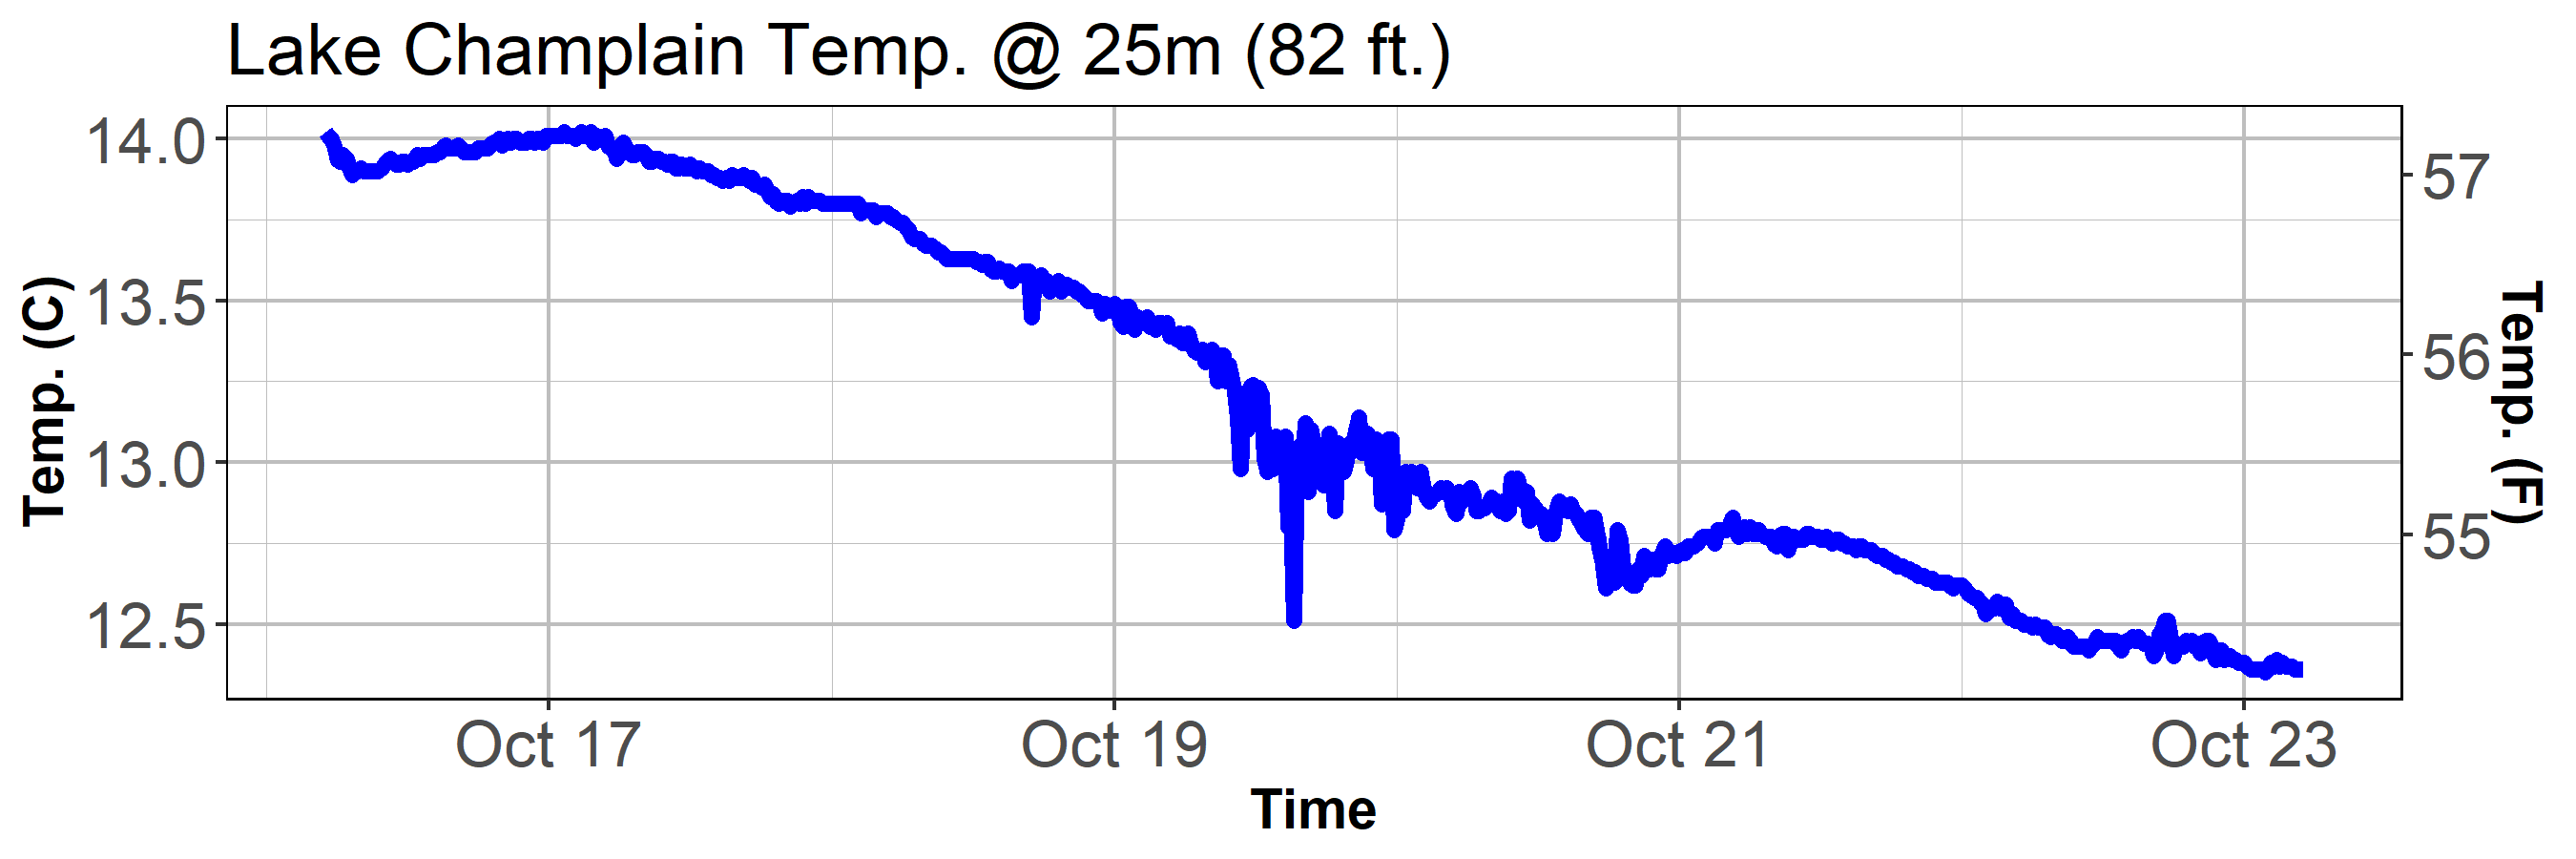 Lake Champlain Temp. @ 25m (82 ft.)
Temp. (C)
14.0
13.5
13.0
12.5
57
56
55
Temp. (F)
Oct 17
Oct 19
Oct 21
Oct 23
Time